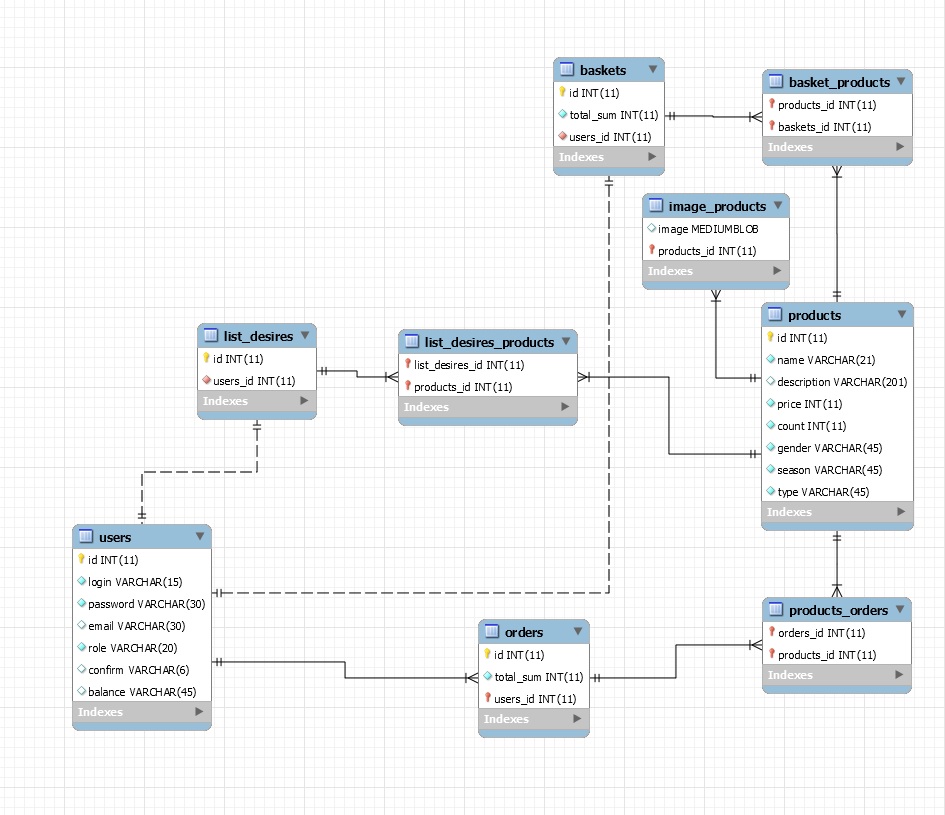 baskets
id INT(11)
total_sum INT(11)
users_id INT(11)
Indexes
basket_products
products_id INT(11)
baskets_id INT(11)
Indexes
image_products
image MEDIUMBLOB
products_id INT(11)
Indexes
products
id INT(11)
name VARCHAR(21)
description VARCHAR(201)
price INT(11)
count INT(11)
gender VARCHAR(45)
season VARCHAR(45)
type VARCHAR(45)
Indexes
list_desires
id INT(11)
users_id INT(11)
Indexes
list_desires_products
list_desires_id INT(11)
products_id INT(11)
Indexes
users
id INT(11)
login VARCHAR(15)
password VARCHAR(30)
email VARCHAR(30)
role VARCHAR(20)
confirm VARCHAR(6)
balance VARCHAR(45)
Indexes
orders
id INT(11)
total_sum INT(11)
users_id INT(11)
Indexes
products_orders
orders_id INT(11)
products_id INT(11)
Indexes